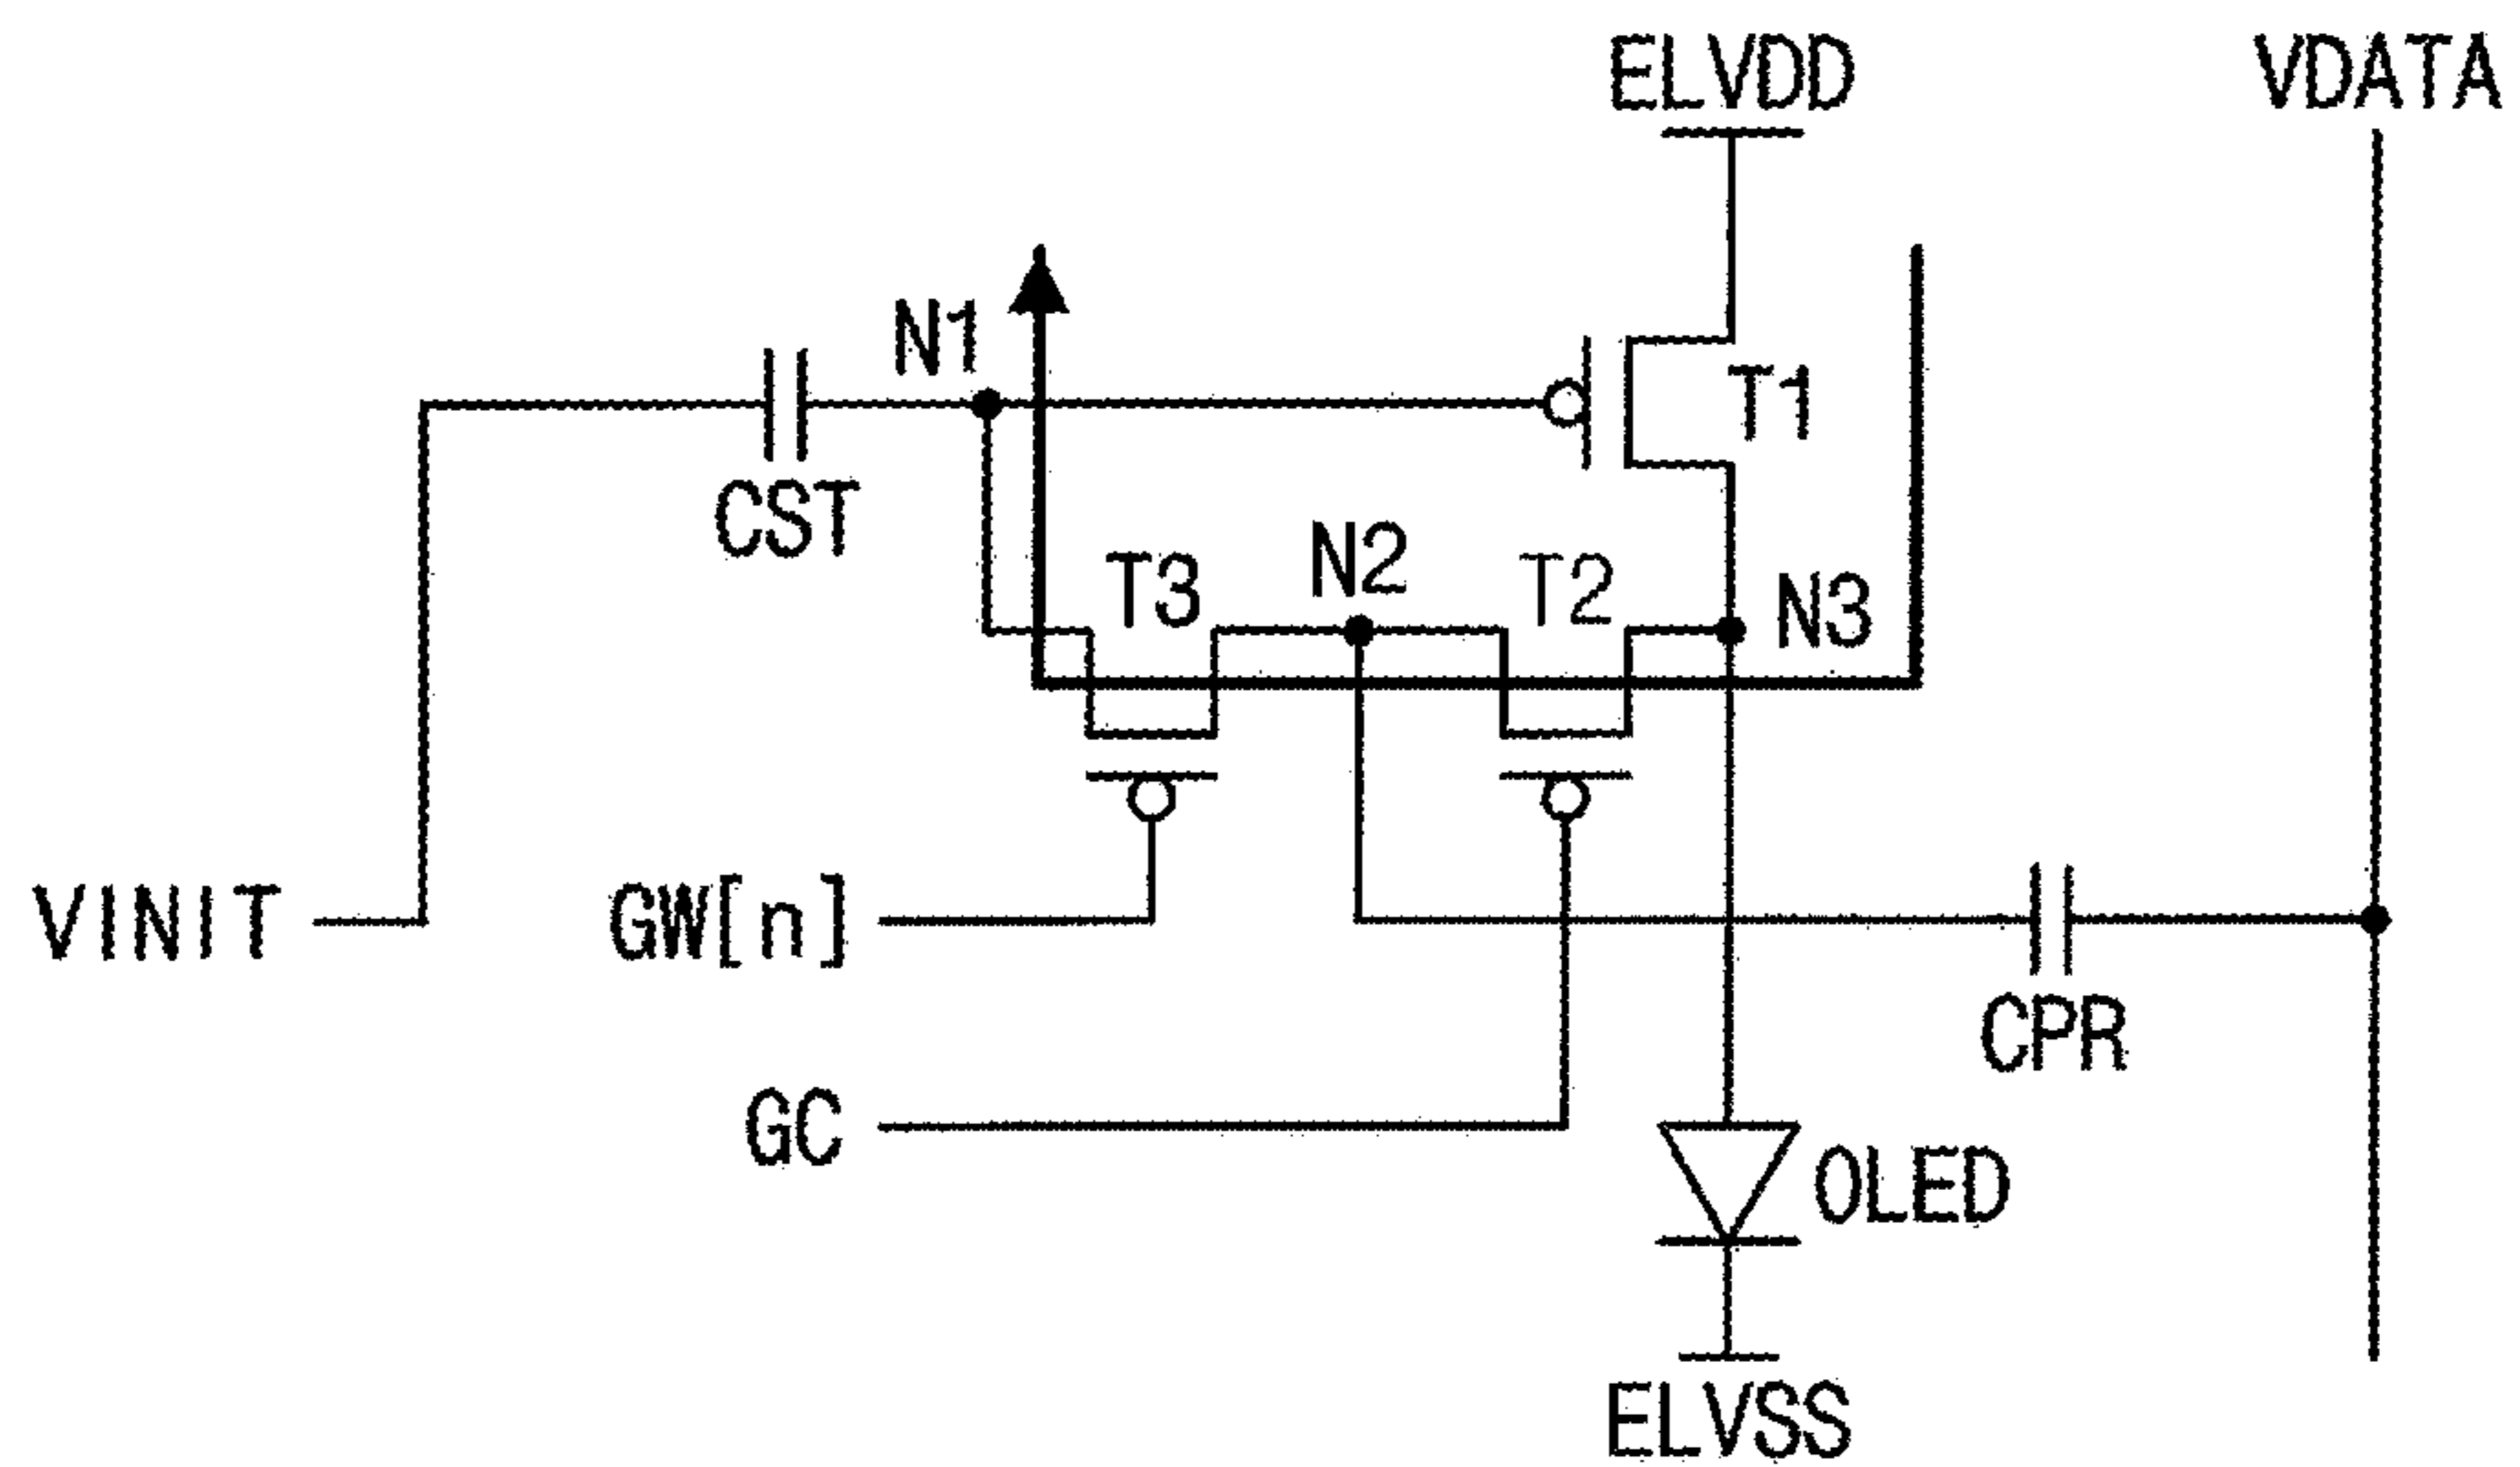 ELVDD
VDATA
N1
T1
CST
T3
N2
T2
N3
VINIT
GW[n]
CPR
GC
OLED
ELVSS